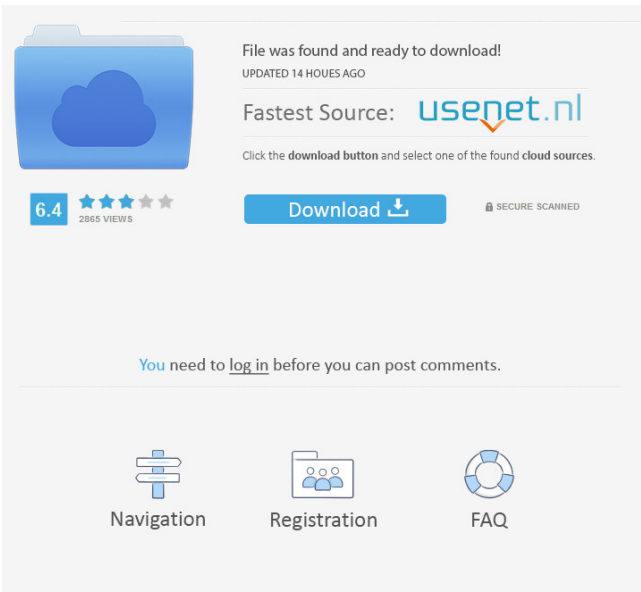 File was found and ready to download!
UPDATED 14 HOUES AGO
Fastest Source: usenet.nl
Click the download button and select one of the found cloud sources.
6.4
2865 VIEWS
Download
SECURE SCANNED
You need to log in before you can post comments.
Navigation
Registration
FAQ